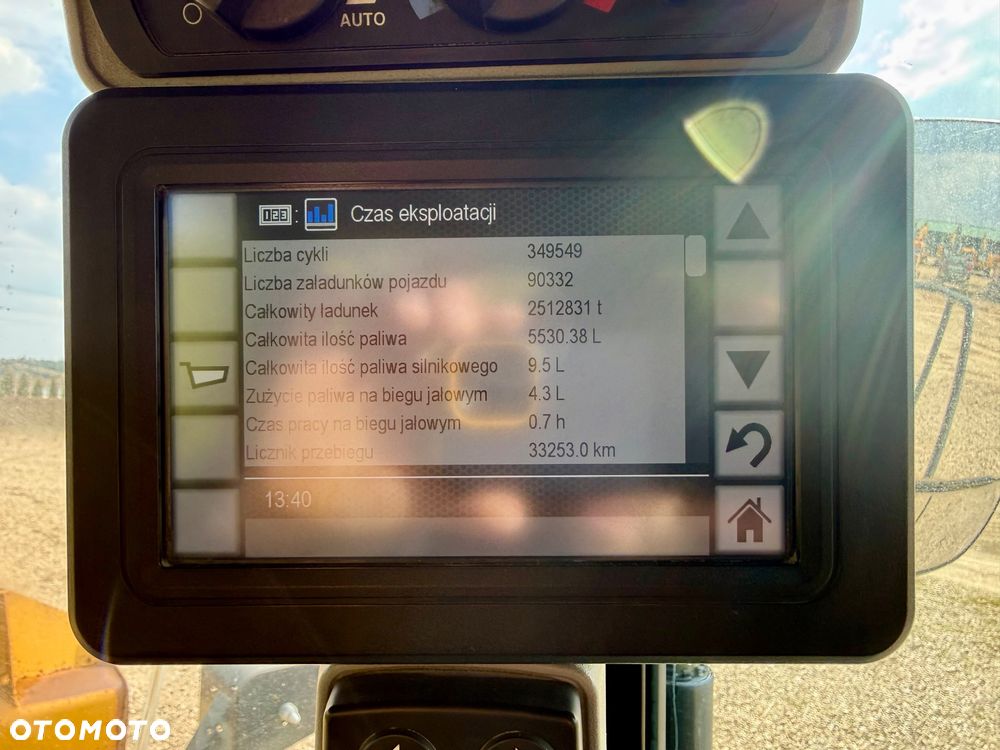 AUTO
123 : Czas eksploatacji
Liczba cykli 349549
Liczba załadunków pojazdu 90332
Całkowity ładunek 2512831 t
Całkowita ilość paliwa 5530.38 L
Całkowita ilość paliwa silnikowego 9.5 L
Zużycie paliwa na biegu jałowym 4.3 L
Czas pracy na biegu jałowym 0.7 h
Licznik przebiegu 33253.0 km
13:40
OTOMOTO